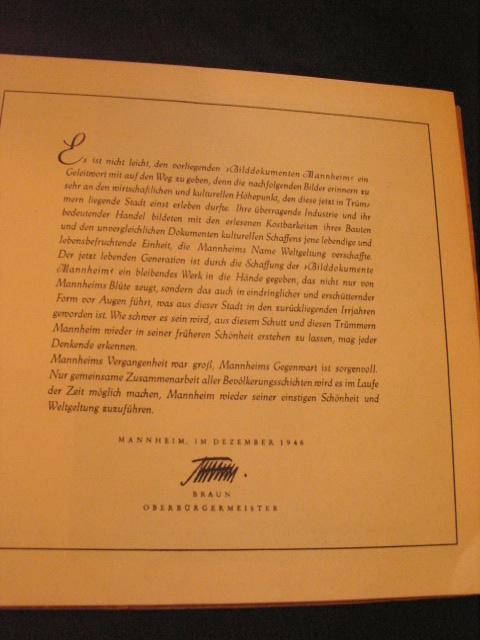 Es ist nicht leicht, den vorliegenden »Bilddokumenten Mannheim« ein
Geleitwort mit auf den Weg zu geben, denn die nachfolgenden Bilder erinnern zu
sehr an den wirtschaftlichen und kulturellen Höhepunkt, den diese jetzt in Trüm-
mern liegende Stadt einst erleben durfte. Ihre überragende Industrie und ihr
bedeutender Handel bildeten mit den erlesenen Kostbarkeiten ihrer Bauten
und den unvergleichlichen Dokumenten kulturellen Schaffens jene lebendige und
lebensbefruchtende Einheit, die Mannheims Name Weltgeltung verschaffte.
Der jetzt lebenden Generation ist durch die Schaffung der »Bilddokumente
Mannheim« ein bleibendes Werk in die Hände gegeben, das nicht nur von
Mannheims Blüte zeugt, sondern das auch in eindringlicher und erschütternder
Form vor Augen führt, was aus dieser Stadt in den zurückliegenden Irrjahren
geworden ist. Wie schwer es sein wird, aus diesem Schutt und diesen Trümmern
Mannheim wieder in seiner früheren Schönheit erstehen zu lassen, mag jeder
Denkende erkennen.
Mannheims Vergangenheit war groß, Mannheims Gegenwart ist sorgenvoll.
Nur gemeinsame Zusammenarbeit aller Bevölkerungsschichten wird es im Laufe
der Zeit möglich machen, Mannheim wieder seiner einstigen Schönheit und
Weltgeltung zuzuführen.
MANNHEIM, IM DEZEMBER 1946
BRAUN
OBERBÜRGERMEISTER